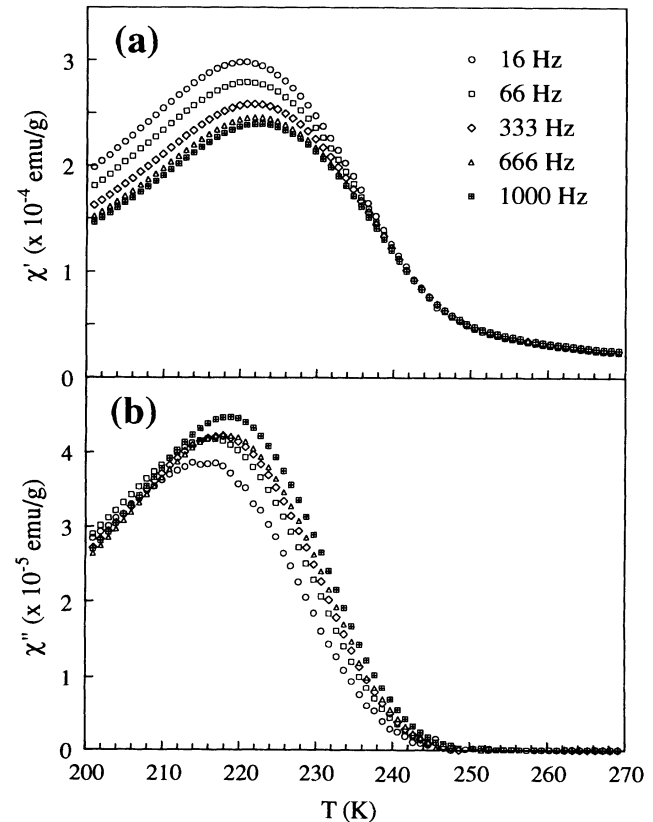 (a)
16 Hz
66 Hz
333 Hz
666 Hz
1000 Hz
3
2
1
0
χ' (x 10⁻⁴ emu/g)
(b)
4
3
2
1
0
χ" (x 10⁻⁵ emu/g)
200 210 220 230 240 250 260 270
T (K)